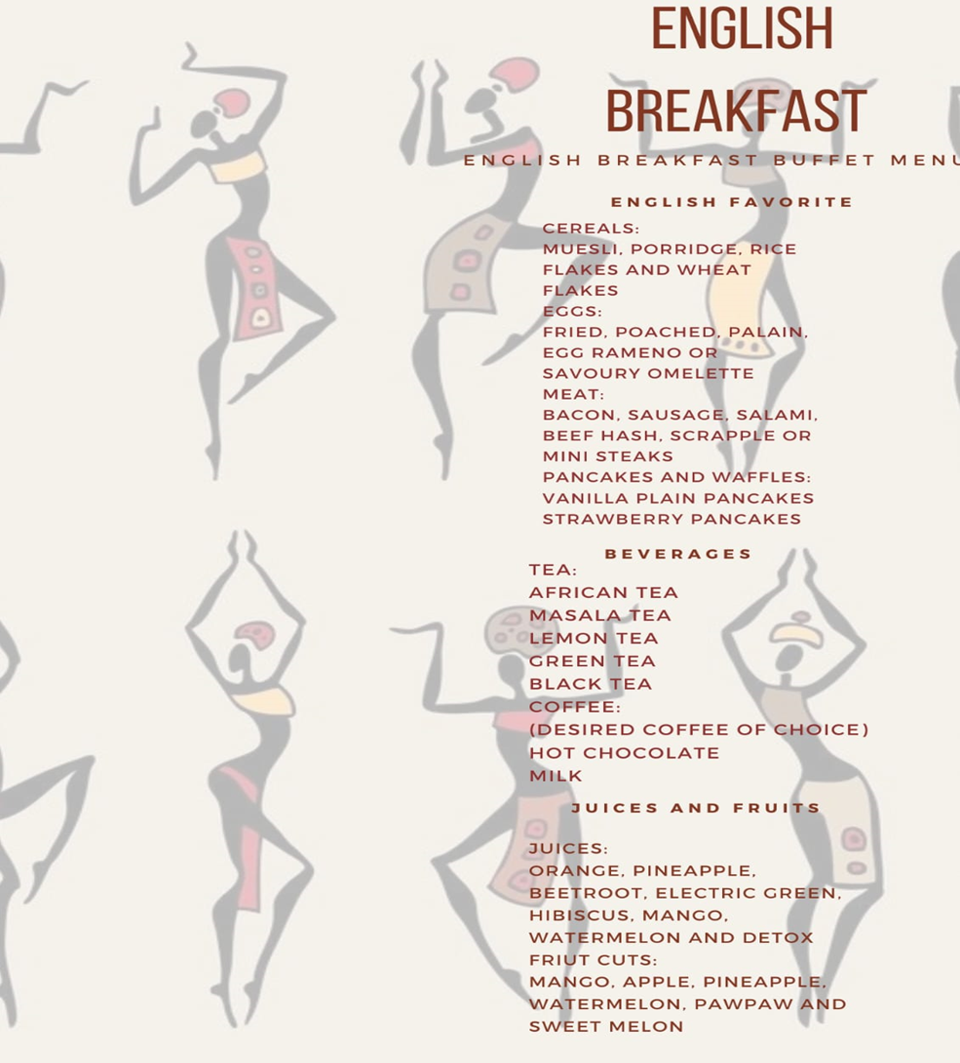 ENGLISH
BREAKFAST
ENGLISH BREAKFAST BUFFET MENU
ENGLISH FAVORITE
CEREALS:
MUESLI, PORRIDGE, RICE
FLAKES AND WHEAT
FLAKES
EGGS:
FRIED, POACHED, PALAIN,
EGG RAMENO OR
SAVOURY OMELETTE
MEAT:
BACON, SAUSAGE, SALAMI,
BEEF HASH, SCRAPPLE OR
MINI STEAKS
PANCAKES AND WAFFLES:
VANILLA PLAIN PANCAKES
STRAWBERRY PANCAKES
BEVERAGES
TEA:
AFRICAN TEA
MASALA TEA
LEMON TEA
GREEN TEA
BLACK TEA
COFFEE:
(DESIRED COFFEE OF CHOICE)
HOT CHOCOLATE
MILK
JUICES AND FRUITS
JUICES:
ORANGE, PINEAPPLE,
BEETROOT, ELECTRIC GREEN,
HIBISCUS, MANGO,
WATERMELON AND DETOX
FRIUT CUTS:
MANGO, APPLE, PINEAPPLE,
WATERMELON, PAWPAW AND
SWEET MELON